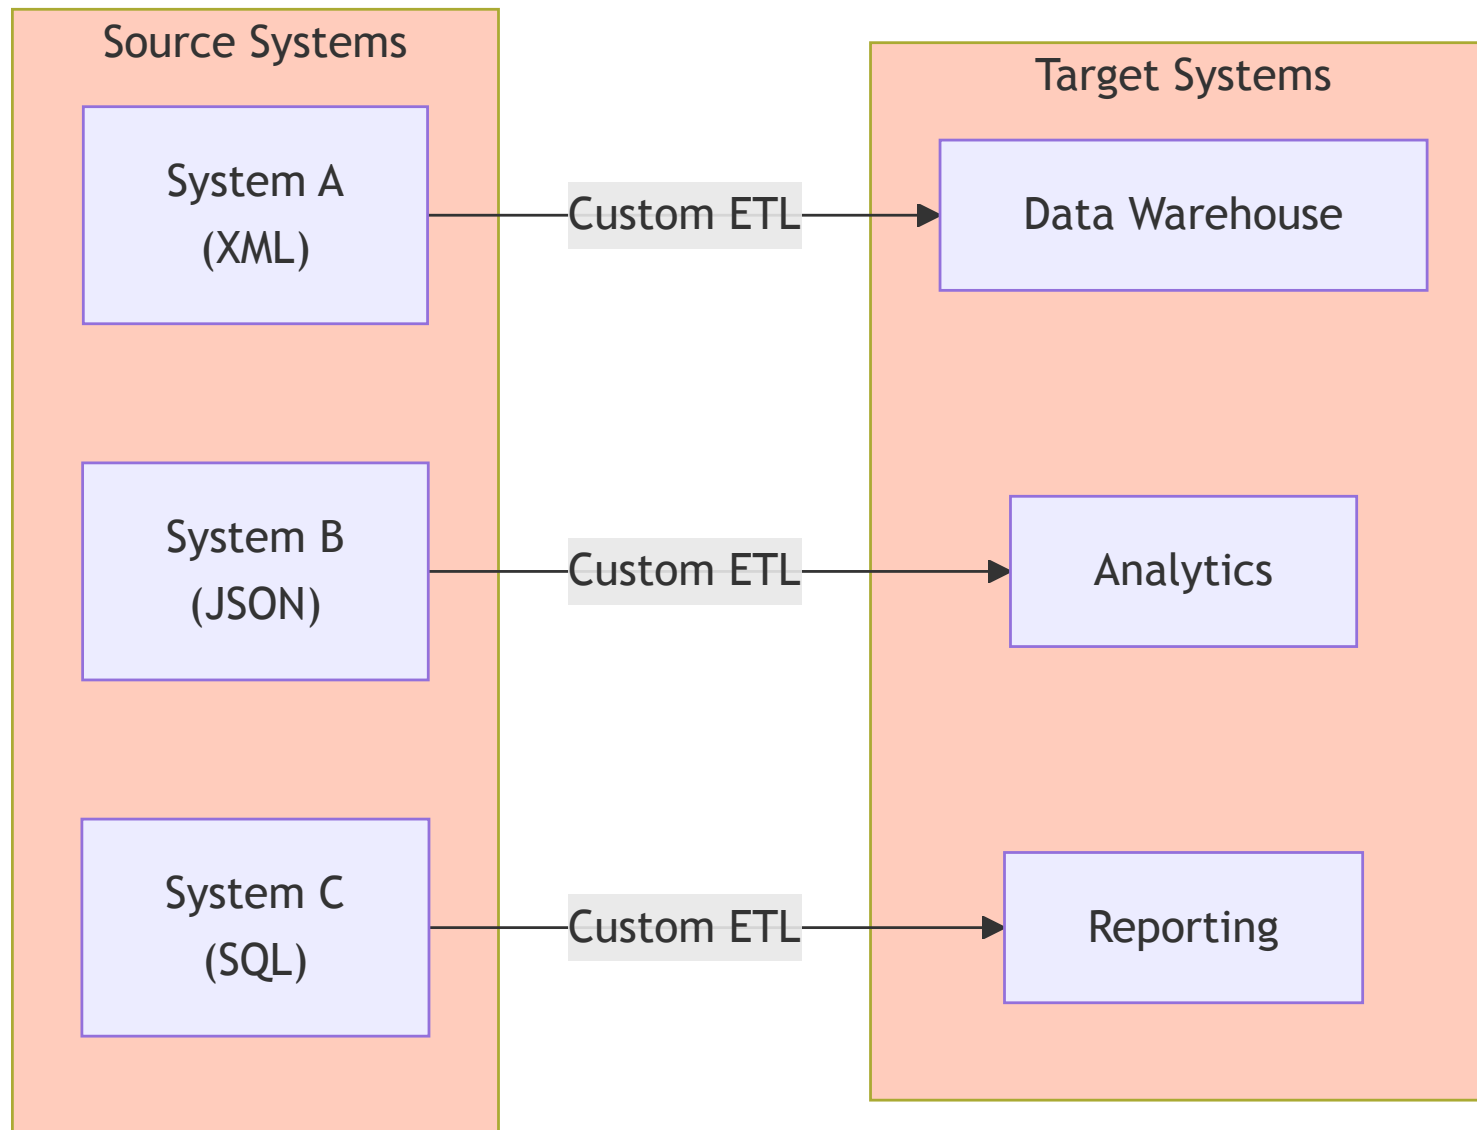 Source Systems
Target Systems
System A
(XML)
Custom ETL
Data Warehouse
System B
(JSON)
Custom ETL
Analytics
System C
(SQL)
Custom ETL
Reporting